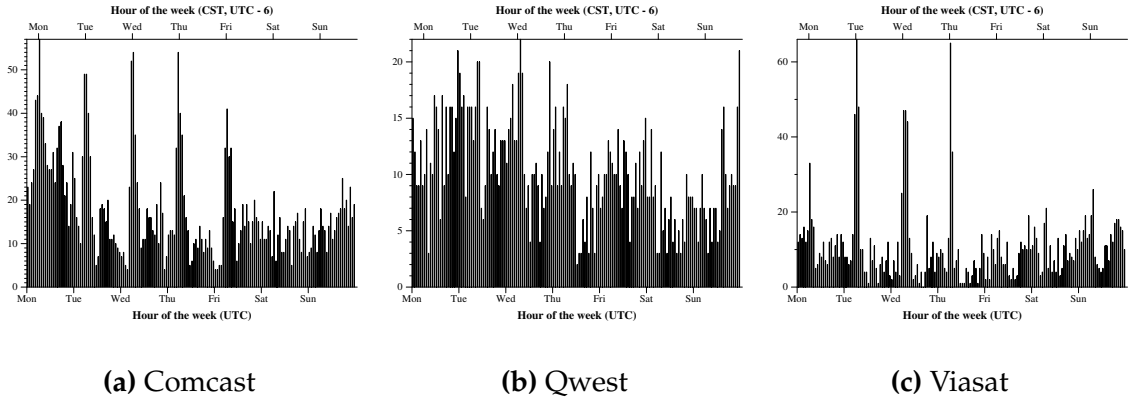 Hour of the week (CST, UTC - 6)
Mon Tue Wed Thu Fri Sat Sun
50
40
30
20
10
0
Mon Tue Wed Thu Fri Sat Sun
Hour of the week (UTC)
(a) Comcast
Hour of the week (CST, UTC - 6)
Mon Tue Wed Thu Fri Sat Sun
20
15
10
5
0
Mon Tue Wed Thu Fri Sat Sun
Hour of the week (UTC)
(b) Qwest
Hour of the week (CST, UTC - 6)
Mon Tue Wed Thu Fri Sat Sun
60
40
20
0
Mon Tue Wed Thu Fri Sat Sun
Hour of the week (UTC)
(c) Viasat